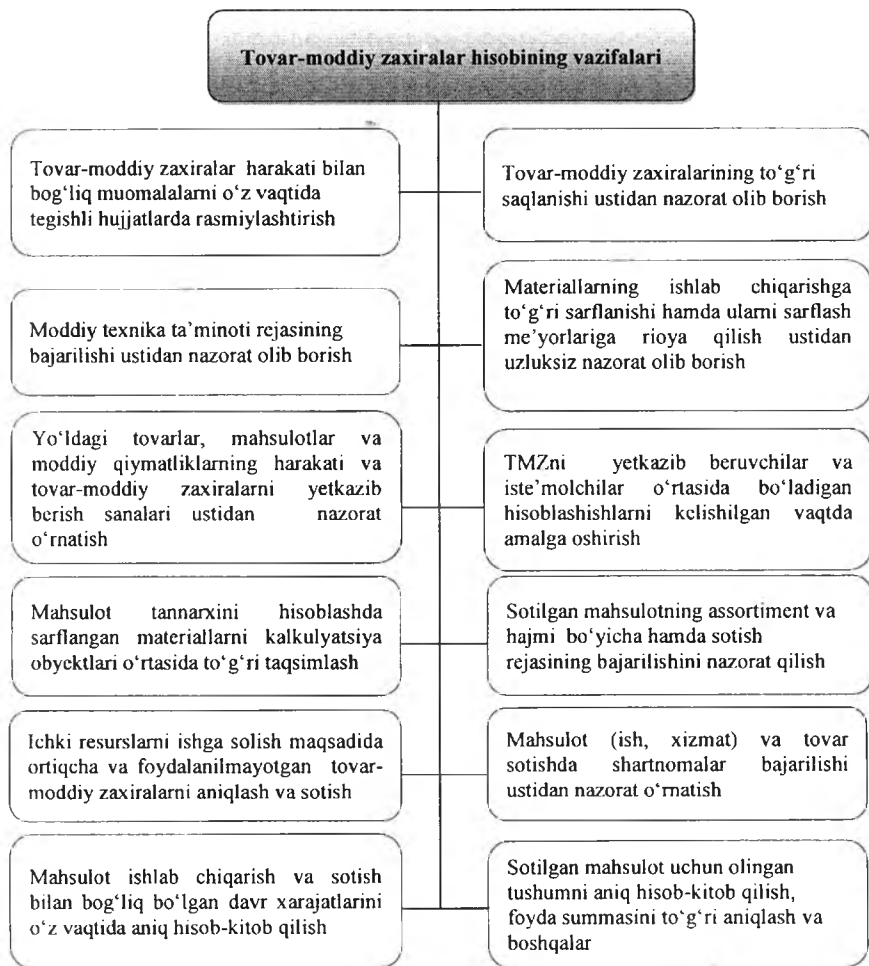 Tovar-moddiy zaxiralar hisobining vazifalari
Tovar-moddiy zaxiralar harakati bilan
bog‘liq muomalalarni o‘z vaqtida
tegishli hujjatlarda rasmiylashtirish
Tovar-moddiy zaxiralarining to‘g‘ri
saqlanishi ustidan nazorat olib borish
Moddiy texnika ta’minoti rejasining
bajarilishi ustidan nazorat olib borish
Materiallarning ishlab chiqarishga
to‘g‘ri sarflanishi hamda ularni sarflash
me’yorlariga rioya qilish ustidan
uzluksiz nazorat olib borish
Yo‘ldagi tovarlar, mahsulotlar va
moddiy qiymatliklarning harakati va
tovar-moddiy zaxiralarni yetkazib
berish sanalari ustidan nazorat
o‘rnatish
TMZni yetkazib beruvchilar va
iste’molchilar o‘rtasida bo‘ladigan
hisoblashishlarni kelishilgan vaqtda
amalga oshirish
Mahsulot tannarxini hisoblashda
sarflangan materiallarni kalkulyatsiya
obyektlari o‘rtasida to‘g‘ri taqsimlash
Sotilgan mahsulotning assortiment va
hajmi bo‘yicha hamda sotish
rejasining bajarilishini nazorat qilish
Ichki resurslarni ishga solish maqsadida
ortiqcha va foydalanilmayotgan tovar-
moddiy zaxiralarni aniqlash va sotish
Mahsulot (ish, xizmat) va tovar
sotishda shartnomalar bajarilishi
ustidan nazorat o‘rnatish
Mahsulot ishlab chiqarish va sotish
bilan bog‘liq bo‘lgan davr xarajatlarini
o‘z vaqtida aniq hisob-kitob qilish
Sotilgan mahsulot uchun olingan
tushumni aniq hisob-kitob qilish,
foyda summasini to‘g‘ri aniqlash va
boshqalar